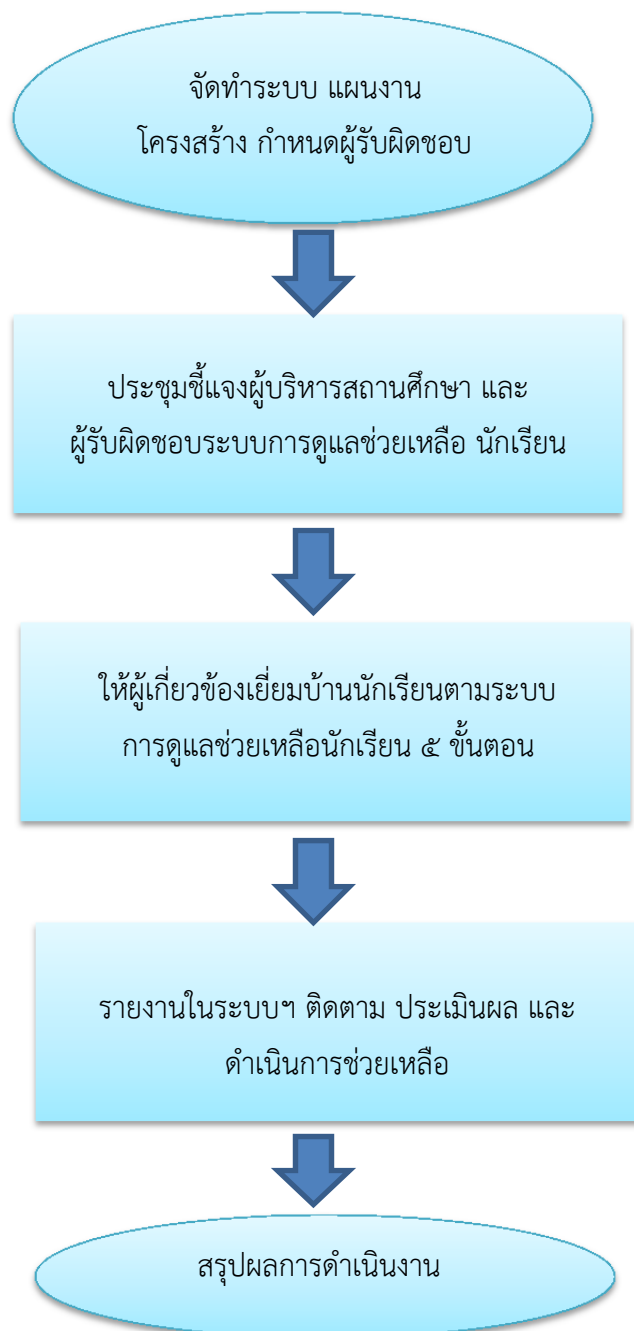 จัดทำระบบ แผนงาน
โครงสร้าง กำหนดผู้รับผิดชอบ
ประชุมชี้แจงผู้บริหารสถานศึกษา และ
ผู้รับผิดชอบระบบการดูแลช่วยเหลือ นักเรียน
ให้ผู้เกี่ยวข้องเยี่ยมบ้านนักเรียนตามระบบ
การดูแลช่วยเหลือนักเรียน ๕ ขั้นตอน
รายงานในระบบฯ ติดตาม ประเมินผล และ
ดำเนินการช่วยเหลือ
สรุปผลการดำเนินงาน